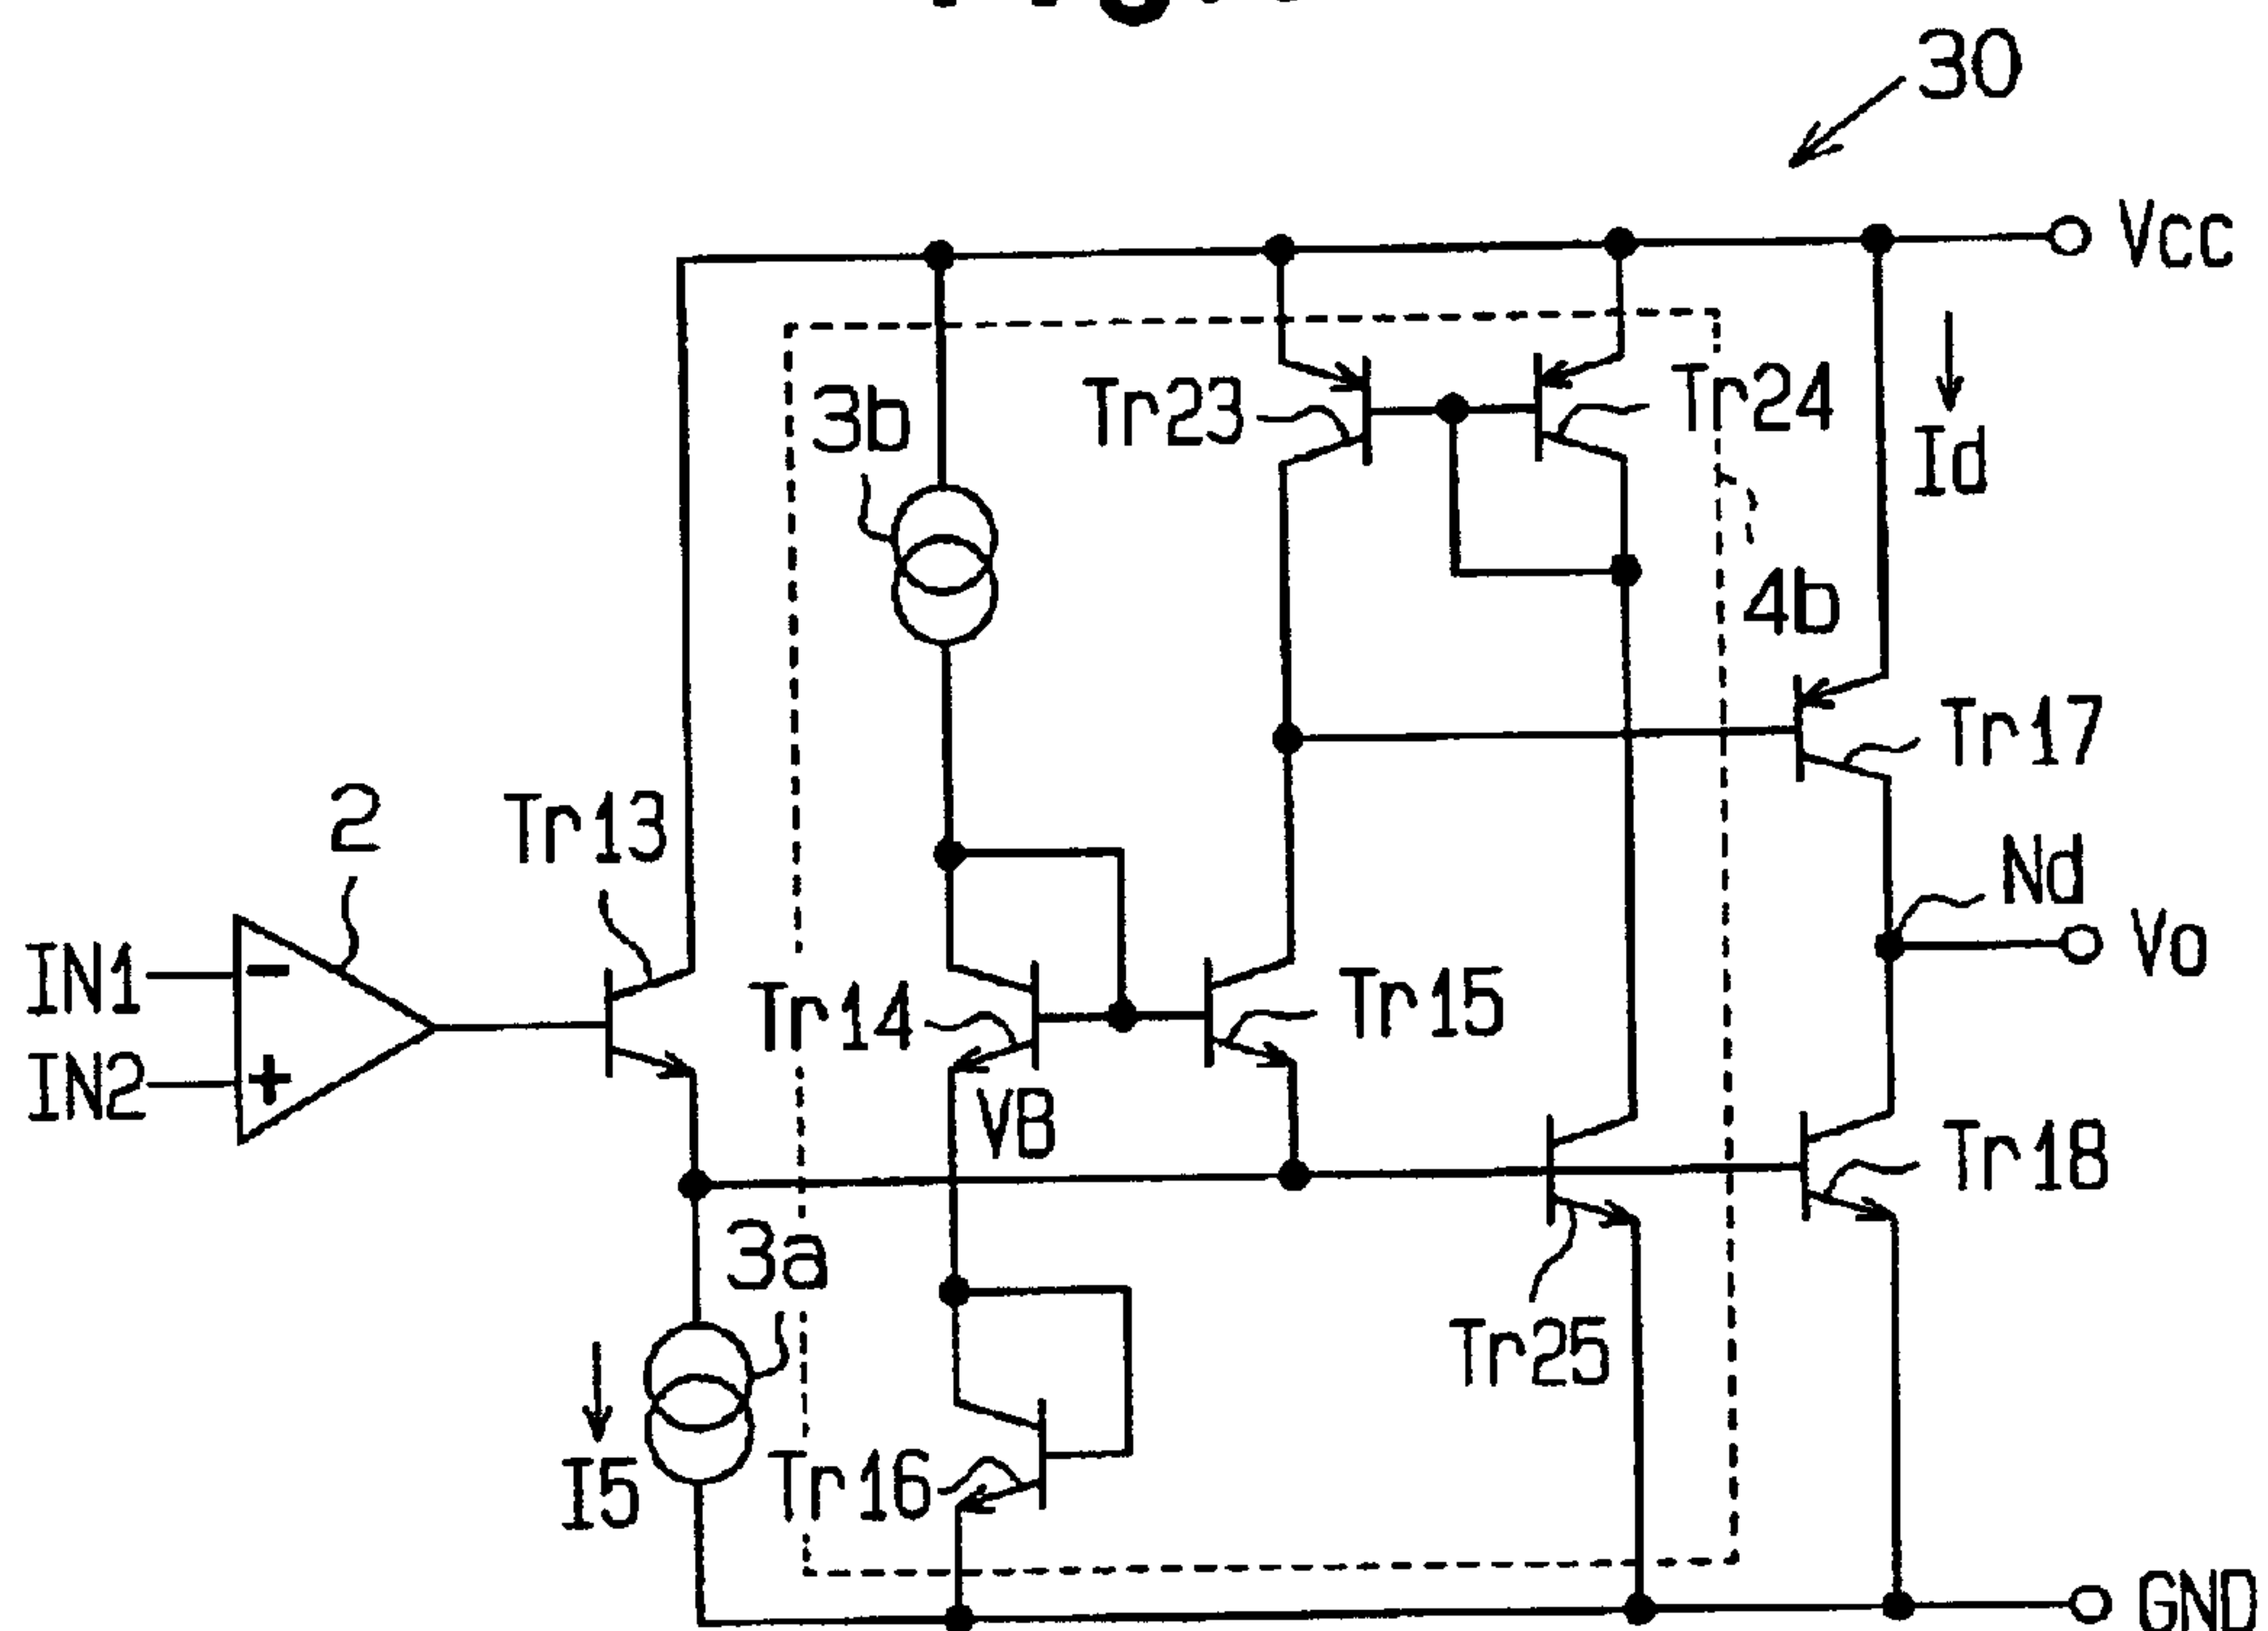 30
Vcc
3b
Tr23
Tr24
Id
4b
Tr17
2
Tr13
Nd
IN1
-
Vo
Tr14
Tr15
IN2
+
VB
Tr18
3a
Tr25
I5
Tr16
GND